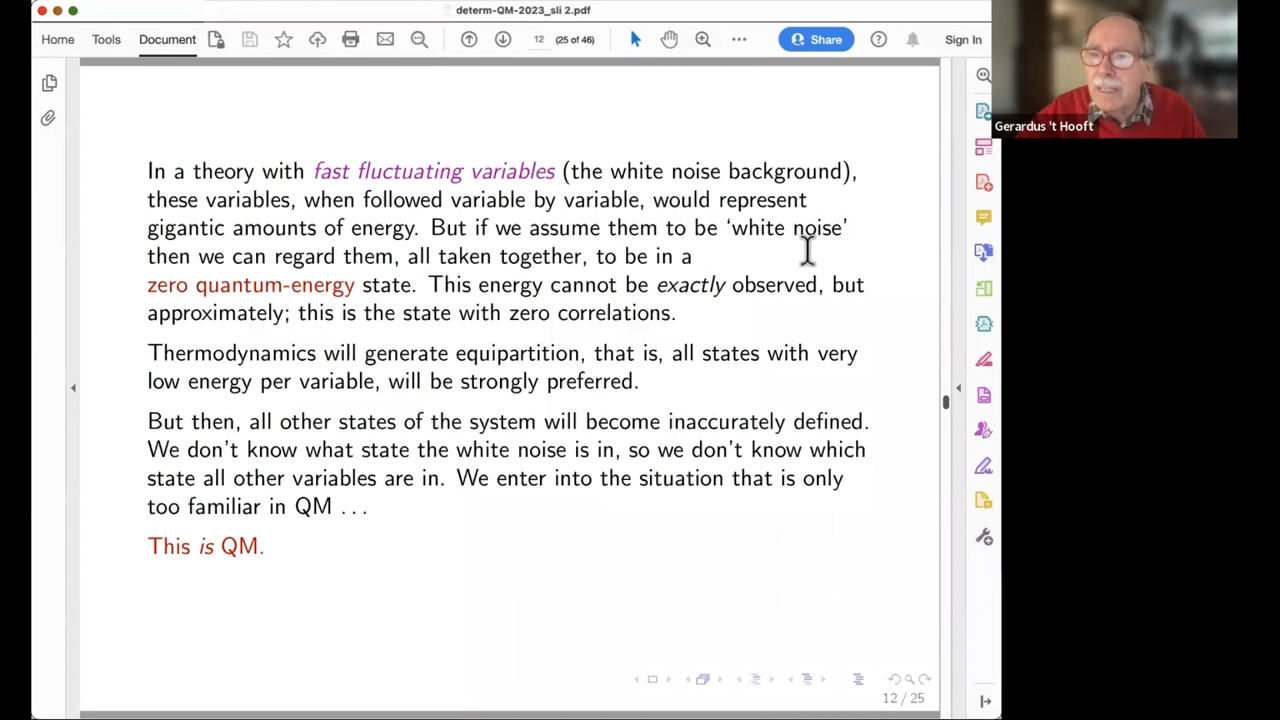 determ-QM-2023_sli 2.pdf
Home Tools Document 12 (25 of 46) Share Sign In
Gerardus 't Hooft
In a theory with fast fluctuating variables (the white noise background),
these variables, when followed variable by variable, would represent
gigantic amounts of energy. But if we assume them to be ‘white noise’
then we can regard them, all taken together, to be in a
zero quantum-energy state. This energy cannot be exactly observed, but
approximately; this is the state with zero correlations.
Thermodynamics will generate equipartition, that is, all states with very
low energy per variable, will be strongly preferred.
But then, all other states of the system will become inaccurately defined.
We don’t know what state the white noise is in, so we don’t know which
state all other variables are in. We enter into the situation that is only
too familiar in QM . . .
This is QM.
12 / 25